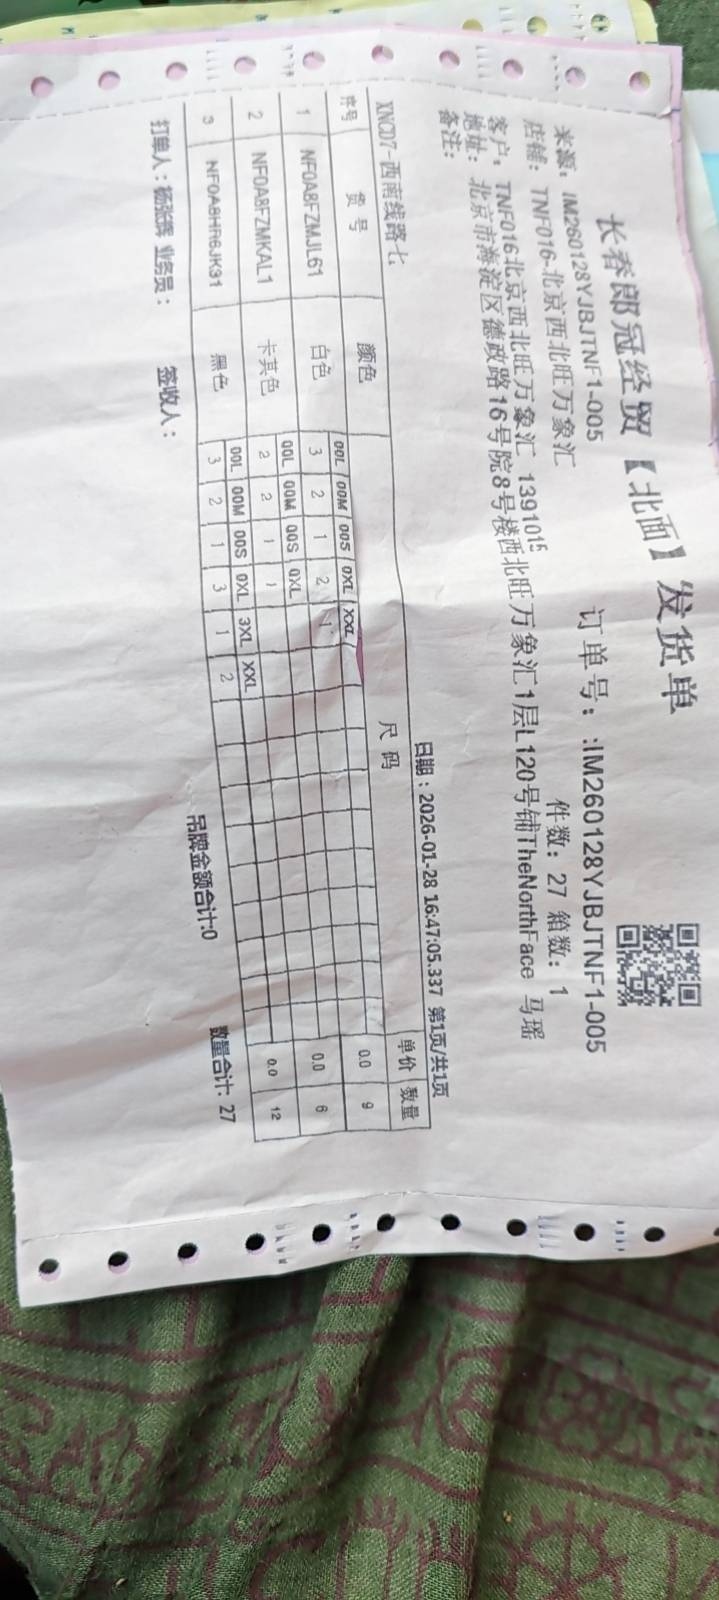 长春郎冠经贸【北面】发货单
来源: IM260128YJBJTNF1-005 订单号: :IM260128YJBJTNF1-005
店铺: TNF016-北京西北旺万象汇 件数: 27 箱数: 1
客户: TNF016北京西北旺万象汇 1391015
地址: 北京市海淀区德政路16号院8号楼西北旺万象汇1层L120号铺TheNorthFace 马瑶
备注:
XNCD7-西南线路七 日期: 2026-01-28 16:47:05.337 第1页/共1页
序号 货号 颜色 尺码 单价 数量
00L 00M 00S 0XL XXL
1 NF0A8FZMJL61 白色 3 2 1 2 1 0.0 9
00L 00M 00S 0XL
2 NF0A8FZMKAL1 卡其色 2 2 1 1 0.0 6
00L 00M 00S 0XL 3XL XXL
3 NF0A8HR6JK31 黑色 3 2 1 3 1 2 0.0 12
吊牌金额合计:0 数量合计: 27
打单人: 杨张辉 业务员: 签收人: